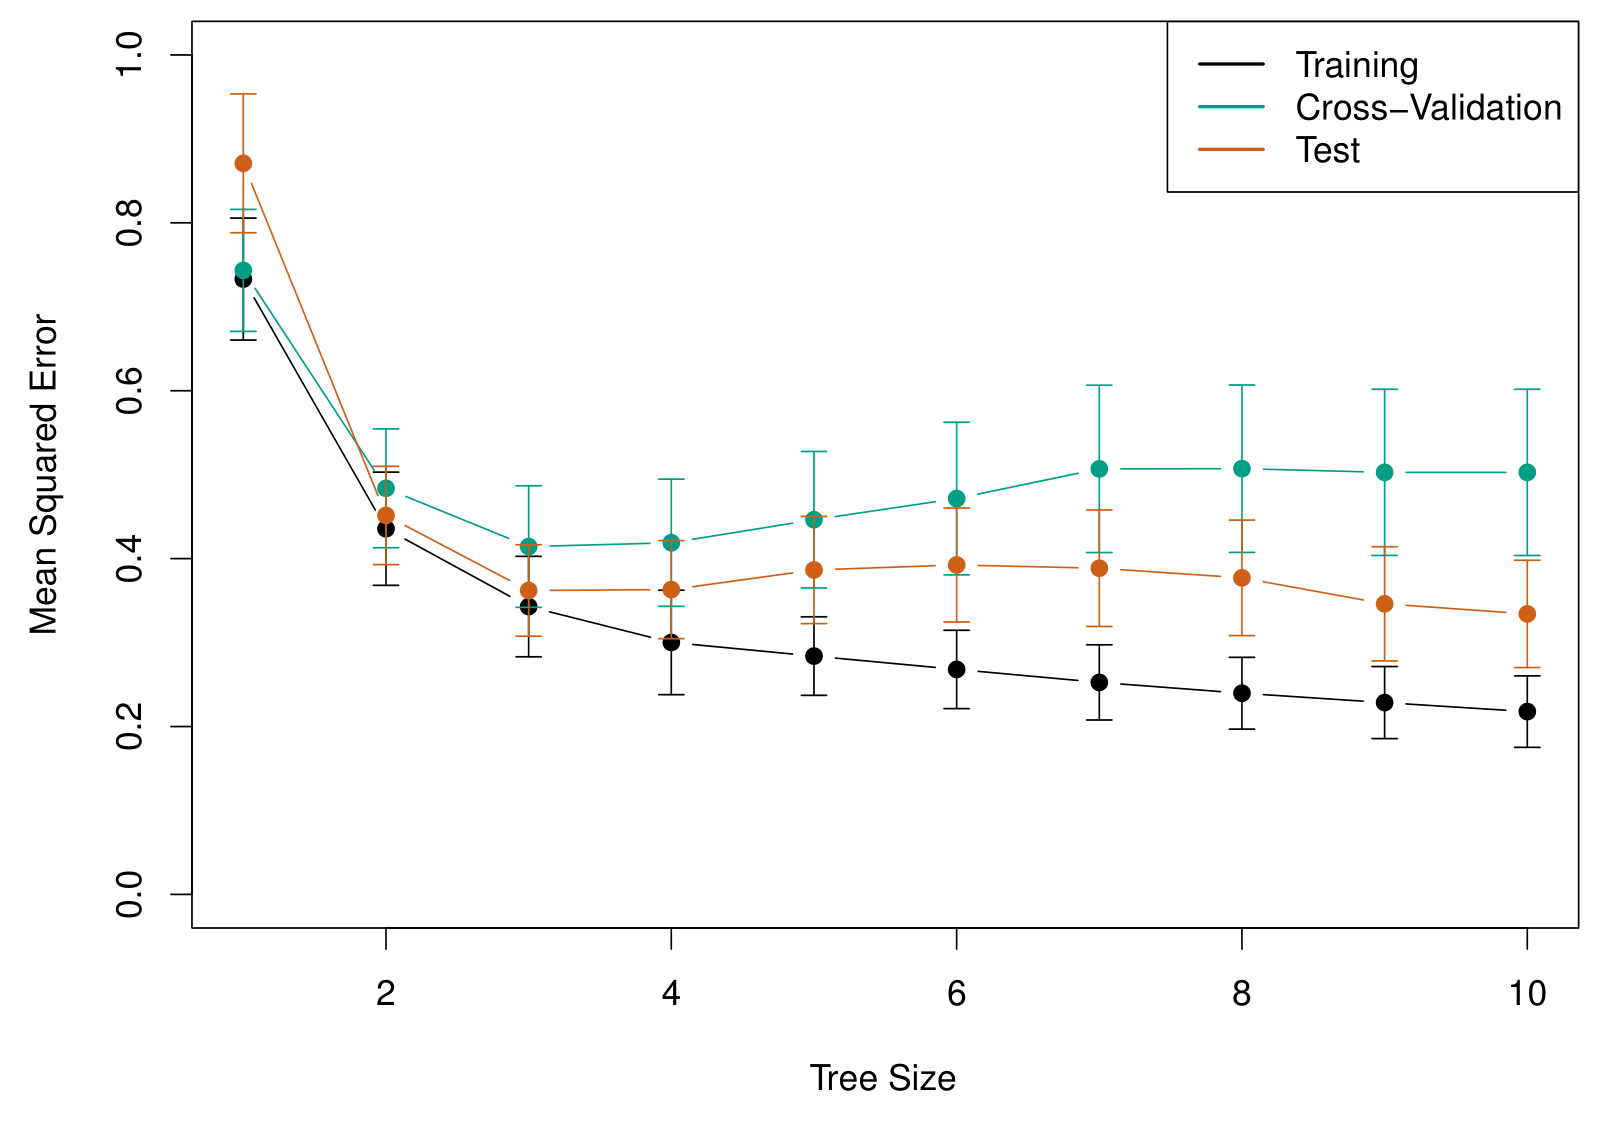 Training
Cross−Validation
Test
1.0
0.8
0.6
0.4
0.2
0.0
Mean Squared Error
2 4 6 8 10
Tree Size